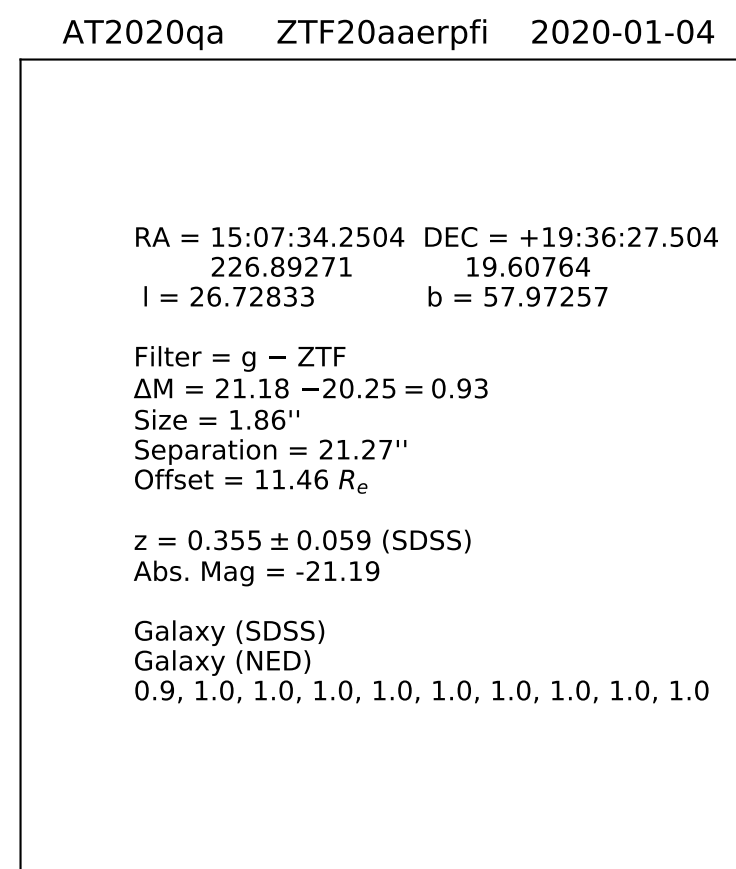 AT2020qa ZTF20aaerpfi 2020-01-04
RA = 15:07:34.2504 DEC = +19:36:27.504
226.89271 19.60764
l = 26.72833 b = 57.97257
Filter = g − ZTF
ΔM = 21.18 −20.25 = 0.93
Size = 1.86''
Separation = 21.27''
Offset = 11.46 Rₑ
z = 0.355 ± 0.059 (SDSS)
Abs. Mag = -21.19
Galaxy (SDSS)
Galaxy (NED)
0.9, 1.0, 1.0, 1.0, 1.0, 1.0, 1.0, 1.0, 1.0, 1.0